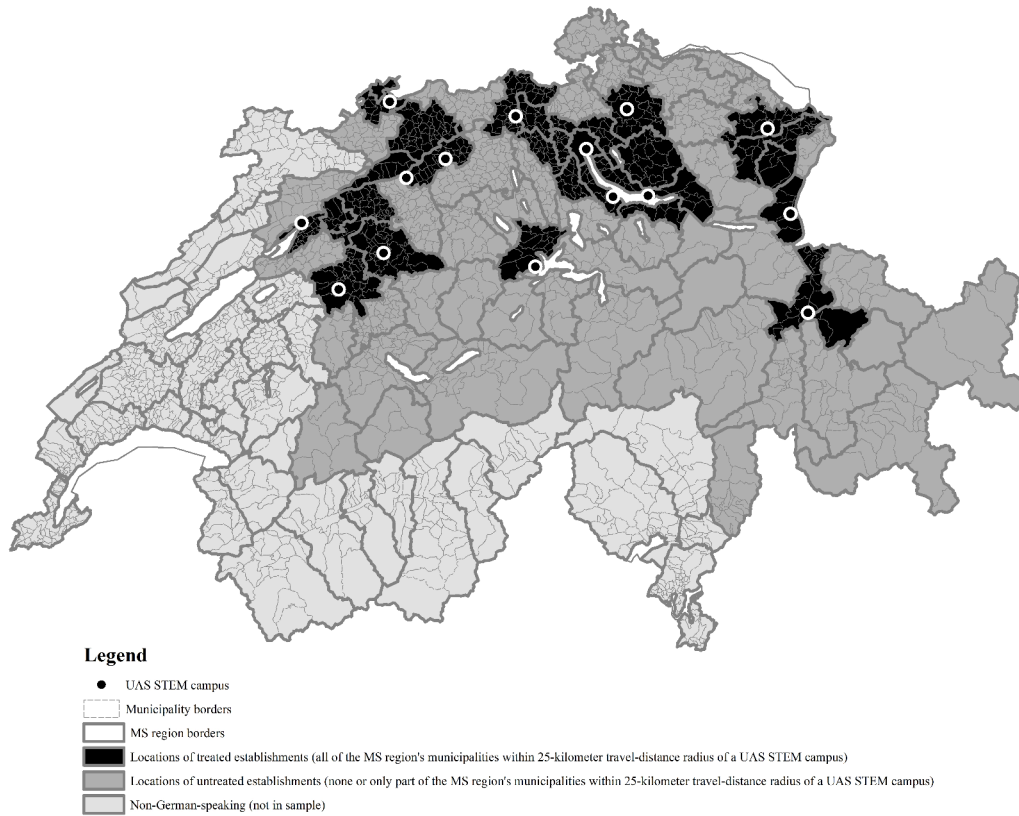 Legend
UAS STEM campus
Municipality borders
MS region borders
Locations of treated establishments (all of the MS region's municipalities within 25-kilometer travel-distance radius of a UAS STEM campus)
Locations of untreated establishments (none or only part of the MS region's municipalities within 25-kilometer travel-distance radius of a UAS STEM campus)
Non-German-speaking (not in sample)